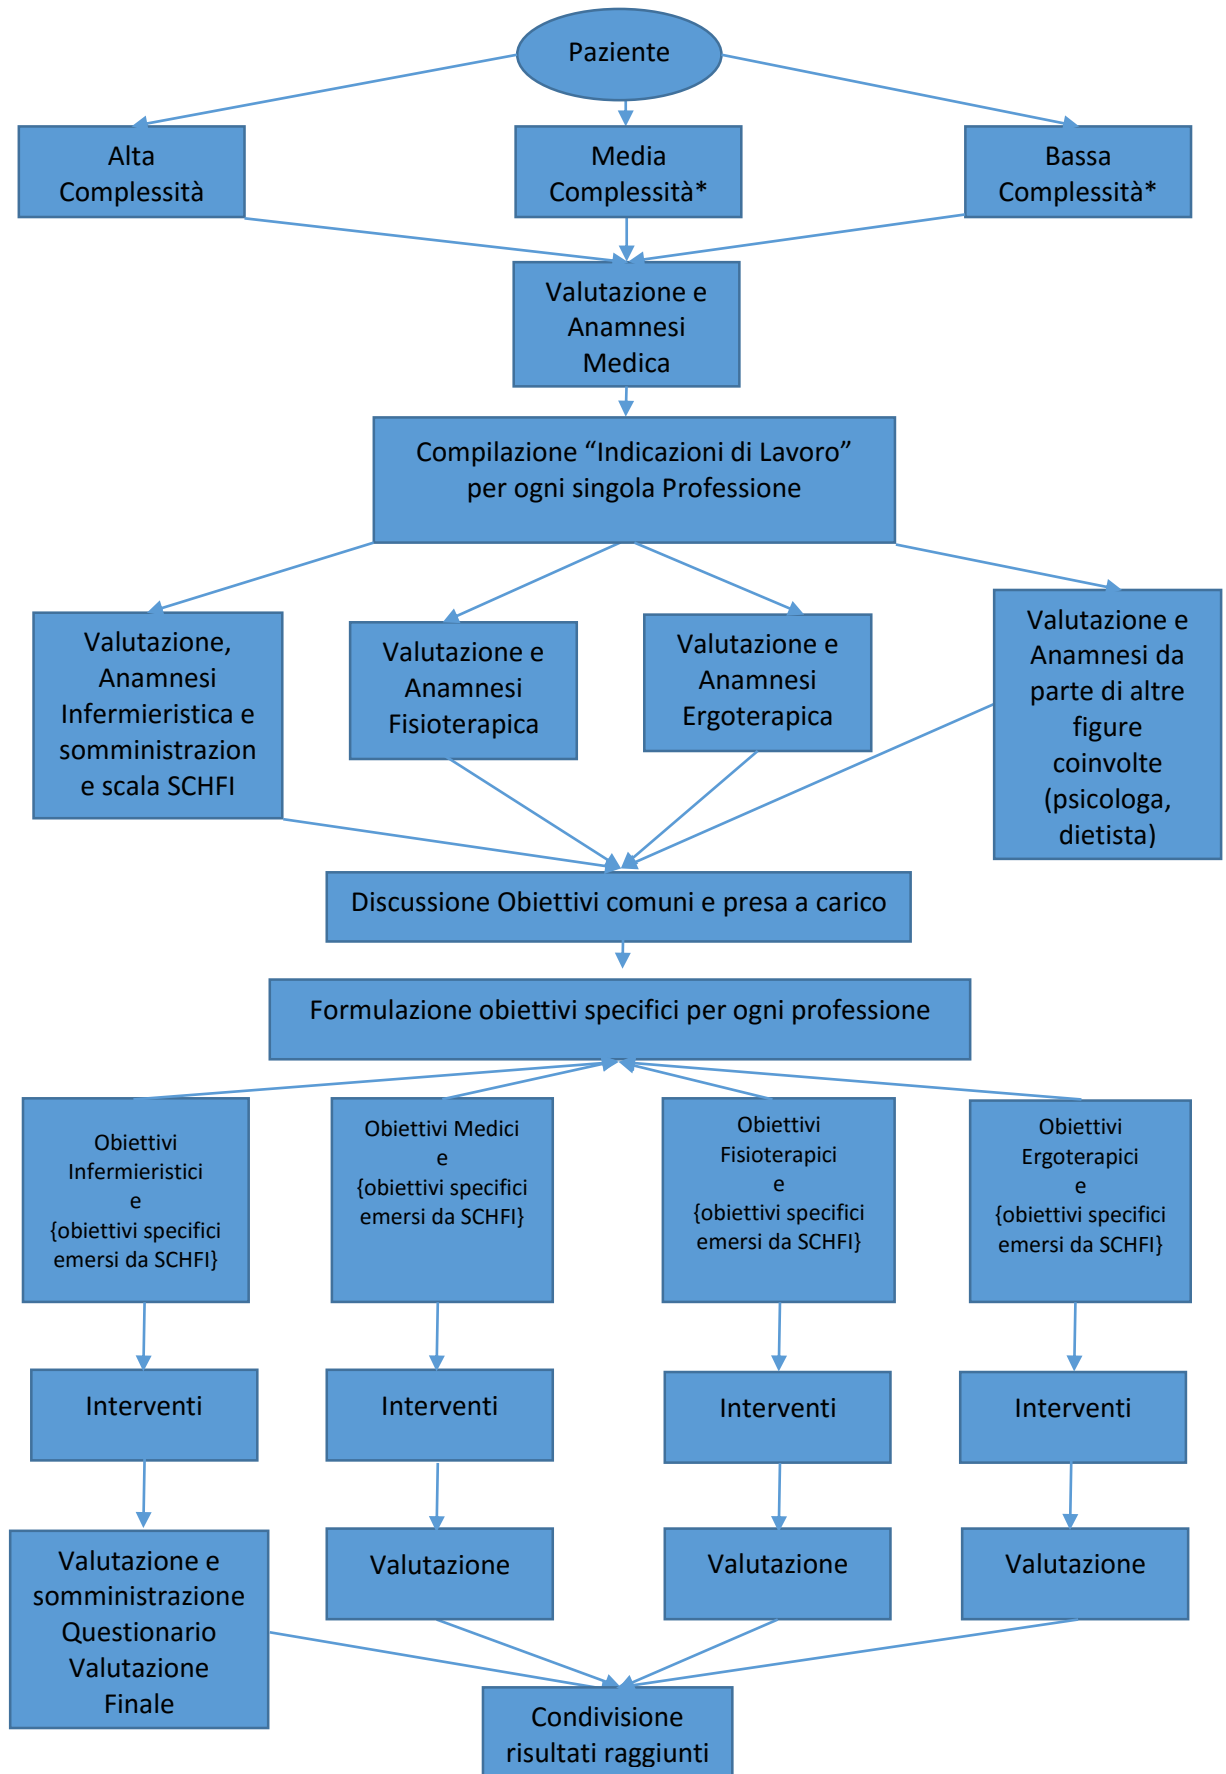 Paziente
Alta
Complessità
Media
Complessità*
Bassa
Complessità*
Valutazione e
Anamnesi
Medica
Compilazione “Indicazioni di Lavoro”
per ogni singola Professione
Valutazione,
Anamnesi
Infermieristica e
somministrazion
e scala SCHFI
Valutazione e
Anamnesi
Fisioterapica
Valutazione e
Anamnesi
Ergoterapica
Valutazione e
Anamnesi da
parte di altre
figure
coinvolte
(psicologa,
dietista)
Discussione Obiettivi comuni e presa a carico
Formulazione obiettivi specifici per ogni professione
Obiettivi
Infermieristici
e
{obiettivi specifici
emersi da SCHFI}
Obiettivi Medici
e
{obiettivi specifici
emersi da SCHFI}
Obiettivi
Fisioterapici
e
{obiettivi specifici
emersi da SCHFI}
Obiettivi
Ergoterapici
e
{obiettivi specifici
emersi da SCHFI}
Interventi
Interventi
Interventi
Interventi
Valutazione e
somministrazione
Questionario
Valutazione
Finale
Valutazione
Valutazione
Valutazione
Condivisione
risultati raggiunti